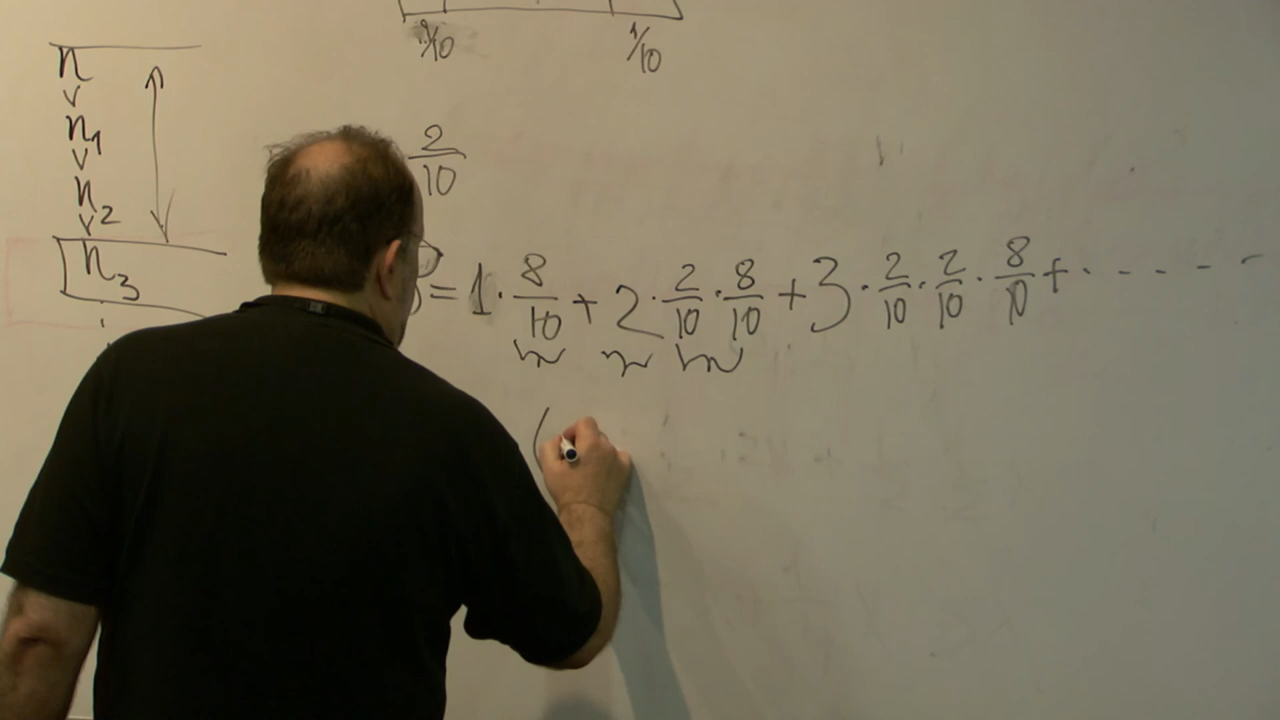 1/10 1/10
n
v
n1
v
n2
v
n3
2/10
= 1 · 8/10 + 2 · 2/10 · 8/10 + 3 · 2/10 · 2/10 · 8/10 + · - - - -
(